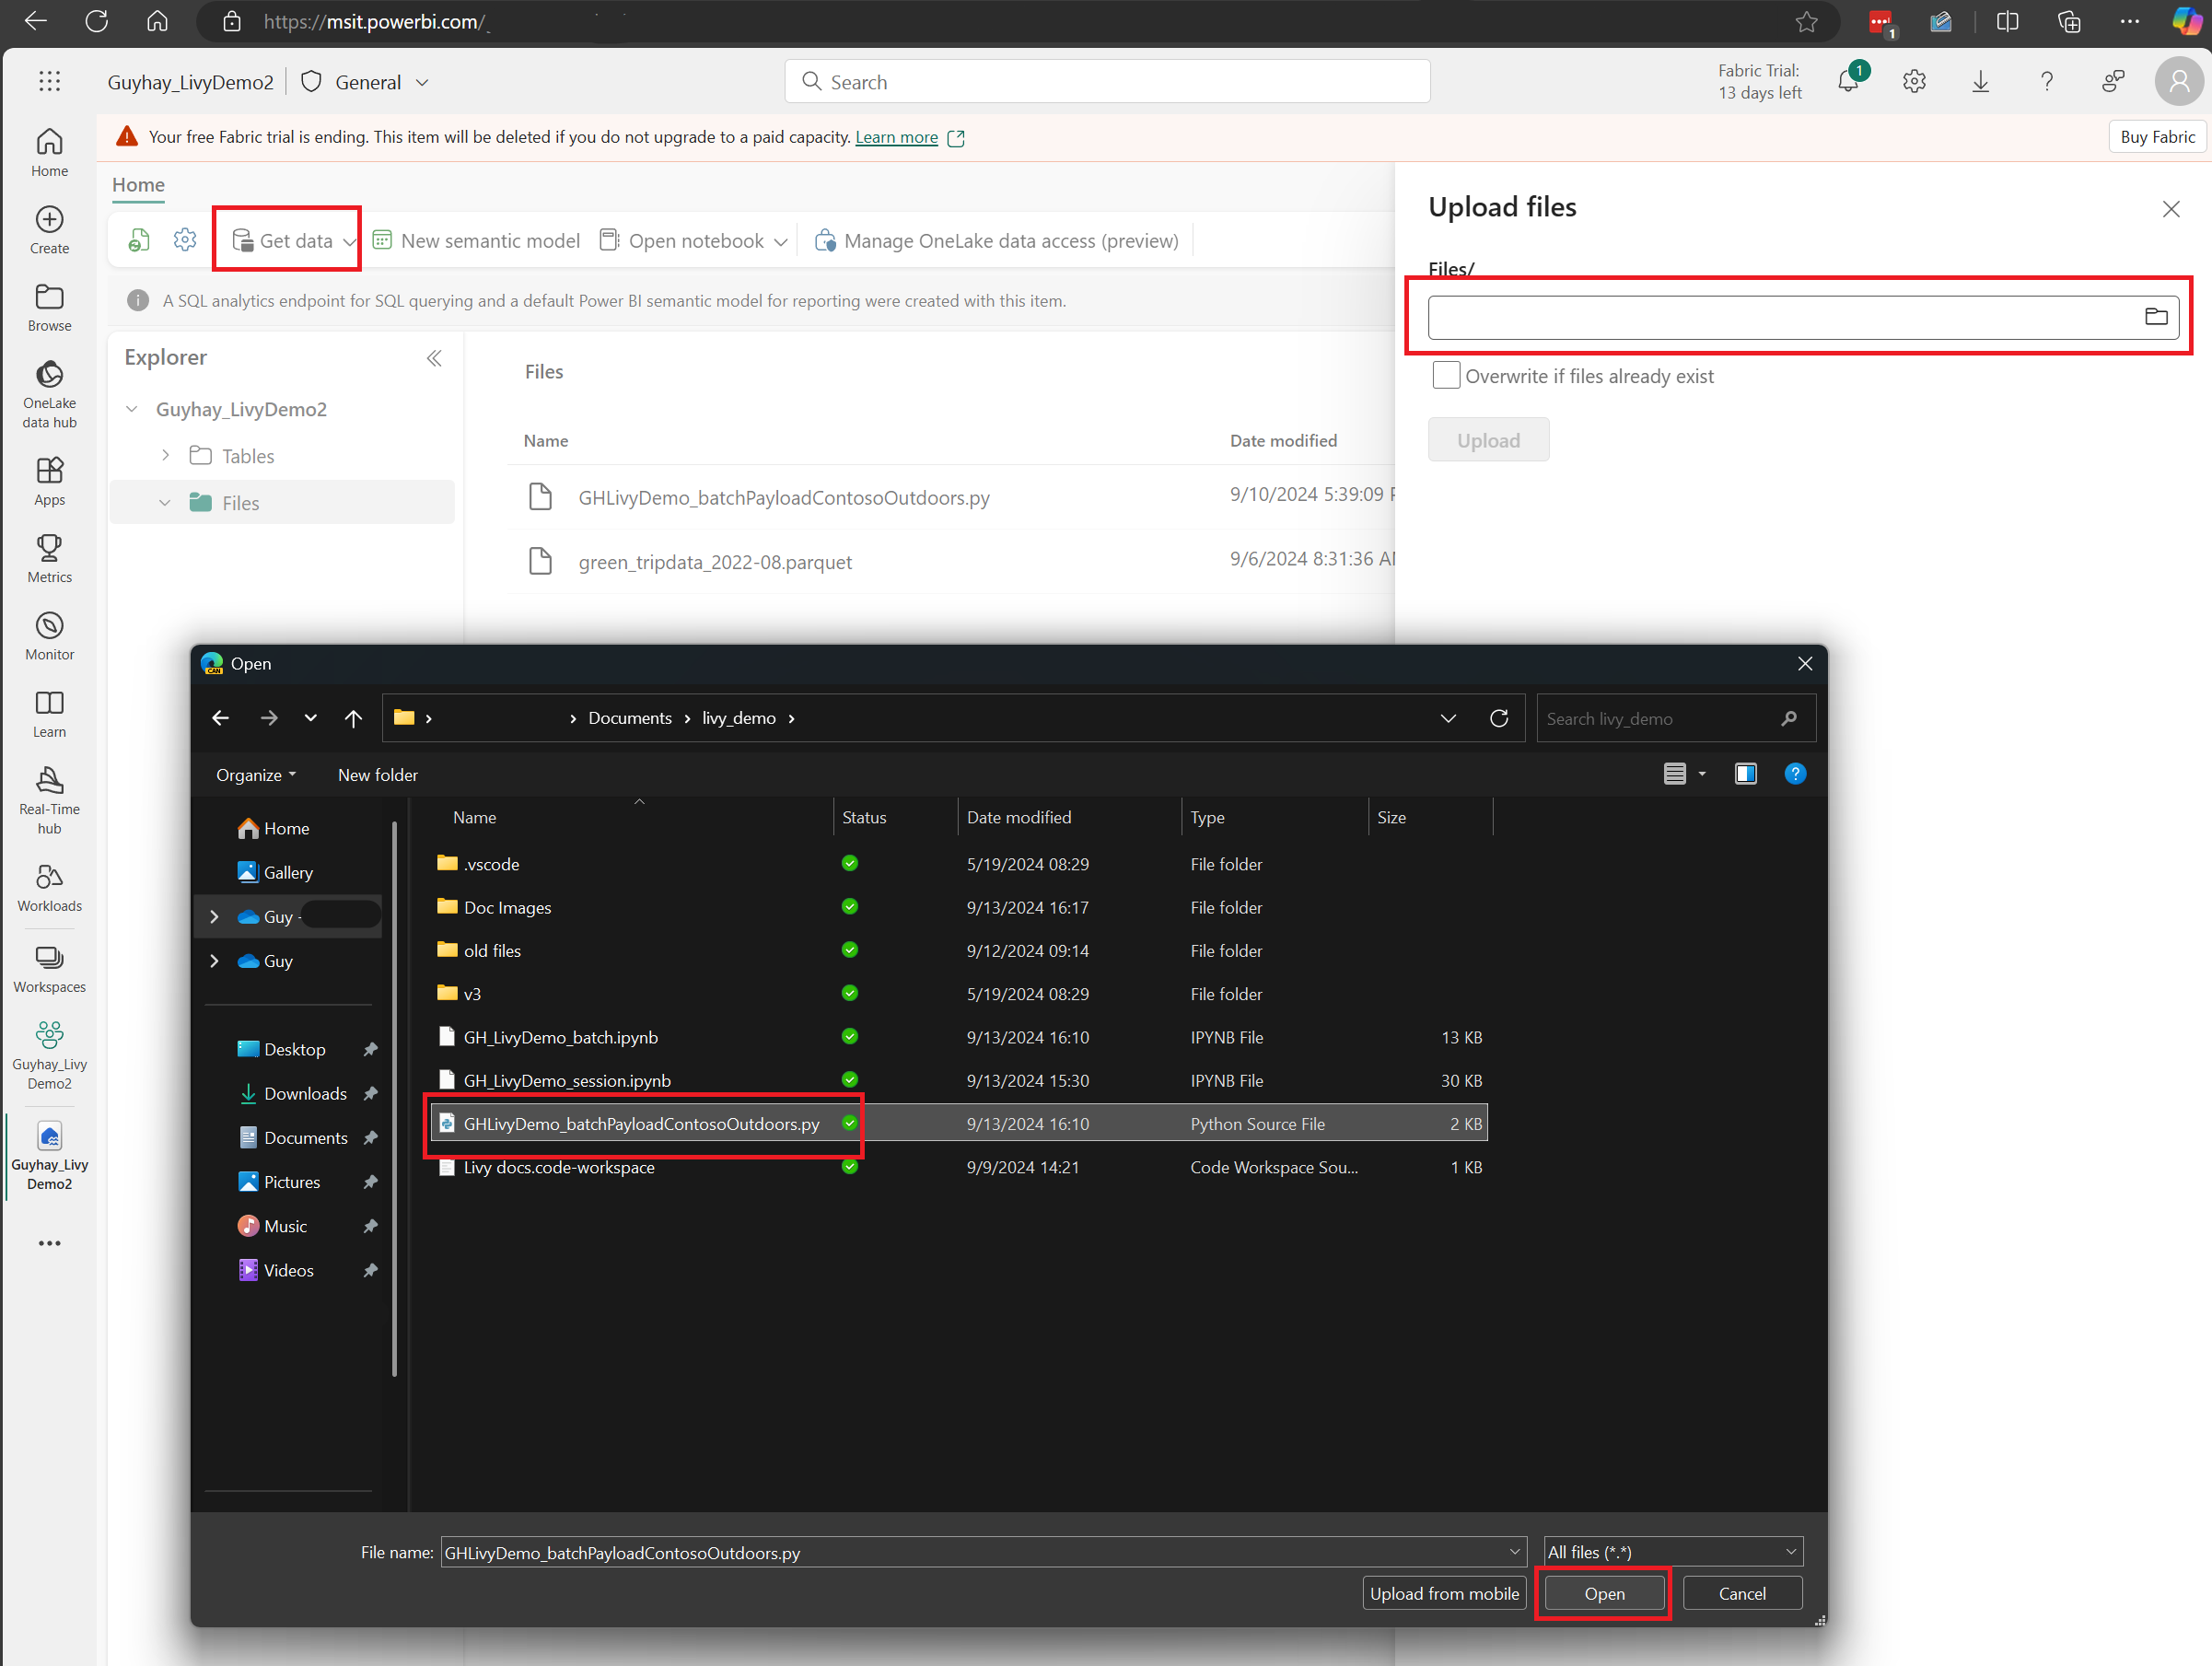 https://msit.powerbi.com/
1
Guyhay_LivyDemo2
General
Search
Fabric Trial:
13 days left
1
Your free Fabric trial is ending. This item will be deleted if you do not upgrade to a paid capacity. Learn more
Buy Fabric
Home
Create
Browse
OneLake
data hub
Apps
Metrics
Monitor
Learn
Real-Time
hub
Workloads
Workspaces
Guyhay_Livy
Demo2
Guyhay_Livy
Demo2
Home
Get data
New semantic model
Open notebook
Manage OneLake data access (preview)
A SQL analytics endpoint for SQL querying and a default Power BI semantic model for reporting were created with this item.
Explorer
Guyhay_LivyDemo2
Tables
Files
Files
Name Date modified
GHLivyDemo_batchPayloadContosoOutdoors.py 9/10/2024 5:39:09
green_tripdata_2022-08.parquet 9/6/2024 8:31:36
Upload files
Files/
Overwrite if files already exist
Upload
CAN
Open
Documents
livy_demo
Search livy_demo
Organize
New folder
Home
Gallery
Guy -
Guy
Desktop
Downloads
Documents
Pictures
Music
Videos
Name Status Date modified Type Size
.vscode 5/19/2024 08:29 File folder
Doc Images 9/13/2024 16:17 File folder
old files 9/12/2024 09:14 File folder
v3 5/19/2024 08:29 File folder
GH_LivyDemo_batch.ipynb 9/13/2024 16:10 IPYNB File 13 KB
GH_LivyDemo_session.ipynb 9/13/2024 15:30 IPYNB File 30 KB
GHLivyDemo_batchPayloadContosoOutdoors.py 9/13/2024 16:10 Python Source File 2 KB
Livy docs.code-workspace 9/9/2024 14:21 Code Workspace Sou... 1 KB
File name: GHLivyDemo_batchPayloadContosoOutdoors.py
All files (*.*)
Upload from mobile
Open
Cancel